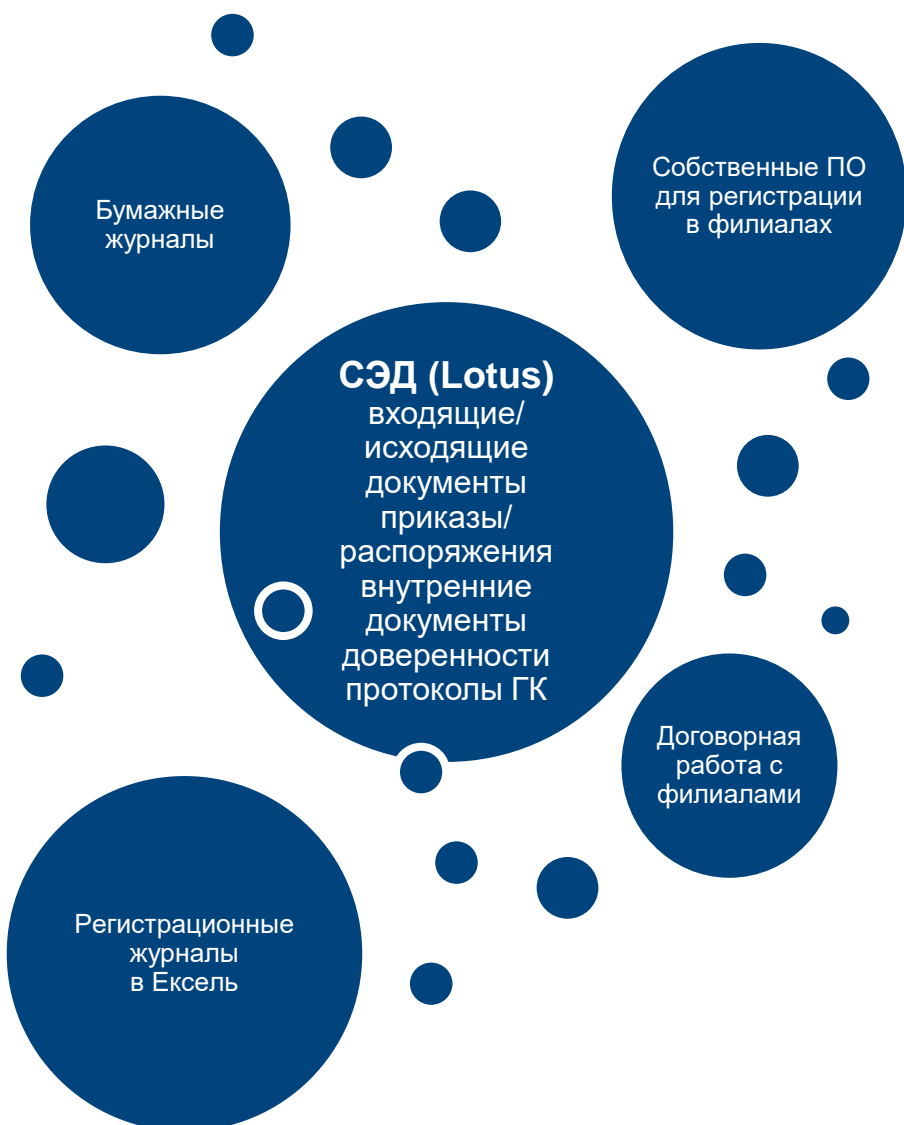 Бумажные
журналы
Собственные ПО
для регистрации
в филиалах
СЭД (Lotus)
входящие/
исходящие
документы
приказы/
распоряжения
внутренние
документы
доверенности
протоколы ГК
Договорная
работа с
филиалами
Регистрационные
журналы
в Ексель